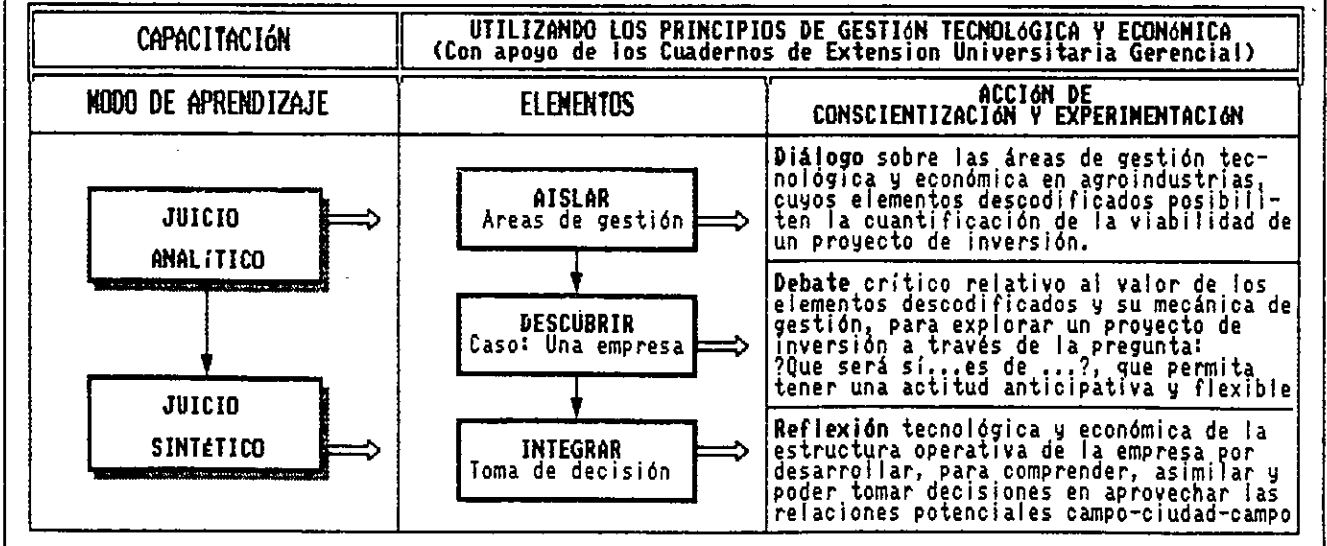 CAPACITACIóN
UTILIZANDO LOS PRINCIPIOS DE GESTIóN TECNOLóGICA Y ECONóMICA
(Con apoyo de los Cuadernos de Extension Universitaria Gerencial)
MODO DE APRENDIZAJE
ELEMENTOS
ACCIóN DE
CONSCIENTIZACIóN Y EXPERIMENTACIóN
JUICIO
ANALíTICO
JUICIO
SINTéTICO
AISLAR
Areas de gestión
DESCUBRIR
Caso: Una empresa
INTEGRAR
Toma de decisión
Diálogo sobre las áreas de gestión tec-
nológica y económica en agroindustrias,
cuyos elementos descodificados posibili-
ten la cuantificación de la viabilidad de
un proyecto de inversión.
Debate crítico relativo al valor de los
elementos descodificados y su mecánica de
gestión, para explorar un proyecto de
inversión a través de la pregunta:
?Que será sí...es de ...?, que permita
tener una actitud anticipativa y flexible
Reflexión tecnológica y económica de la
estructura operativa de la empresa por
desarrollar, para comprender, asimilar y
poder tomar decisiones en aprovechar las
relaciones potenciales campo-ciudad-campo